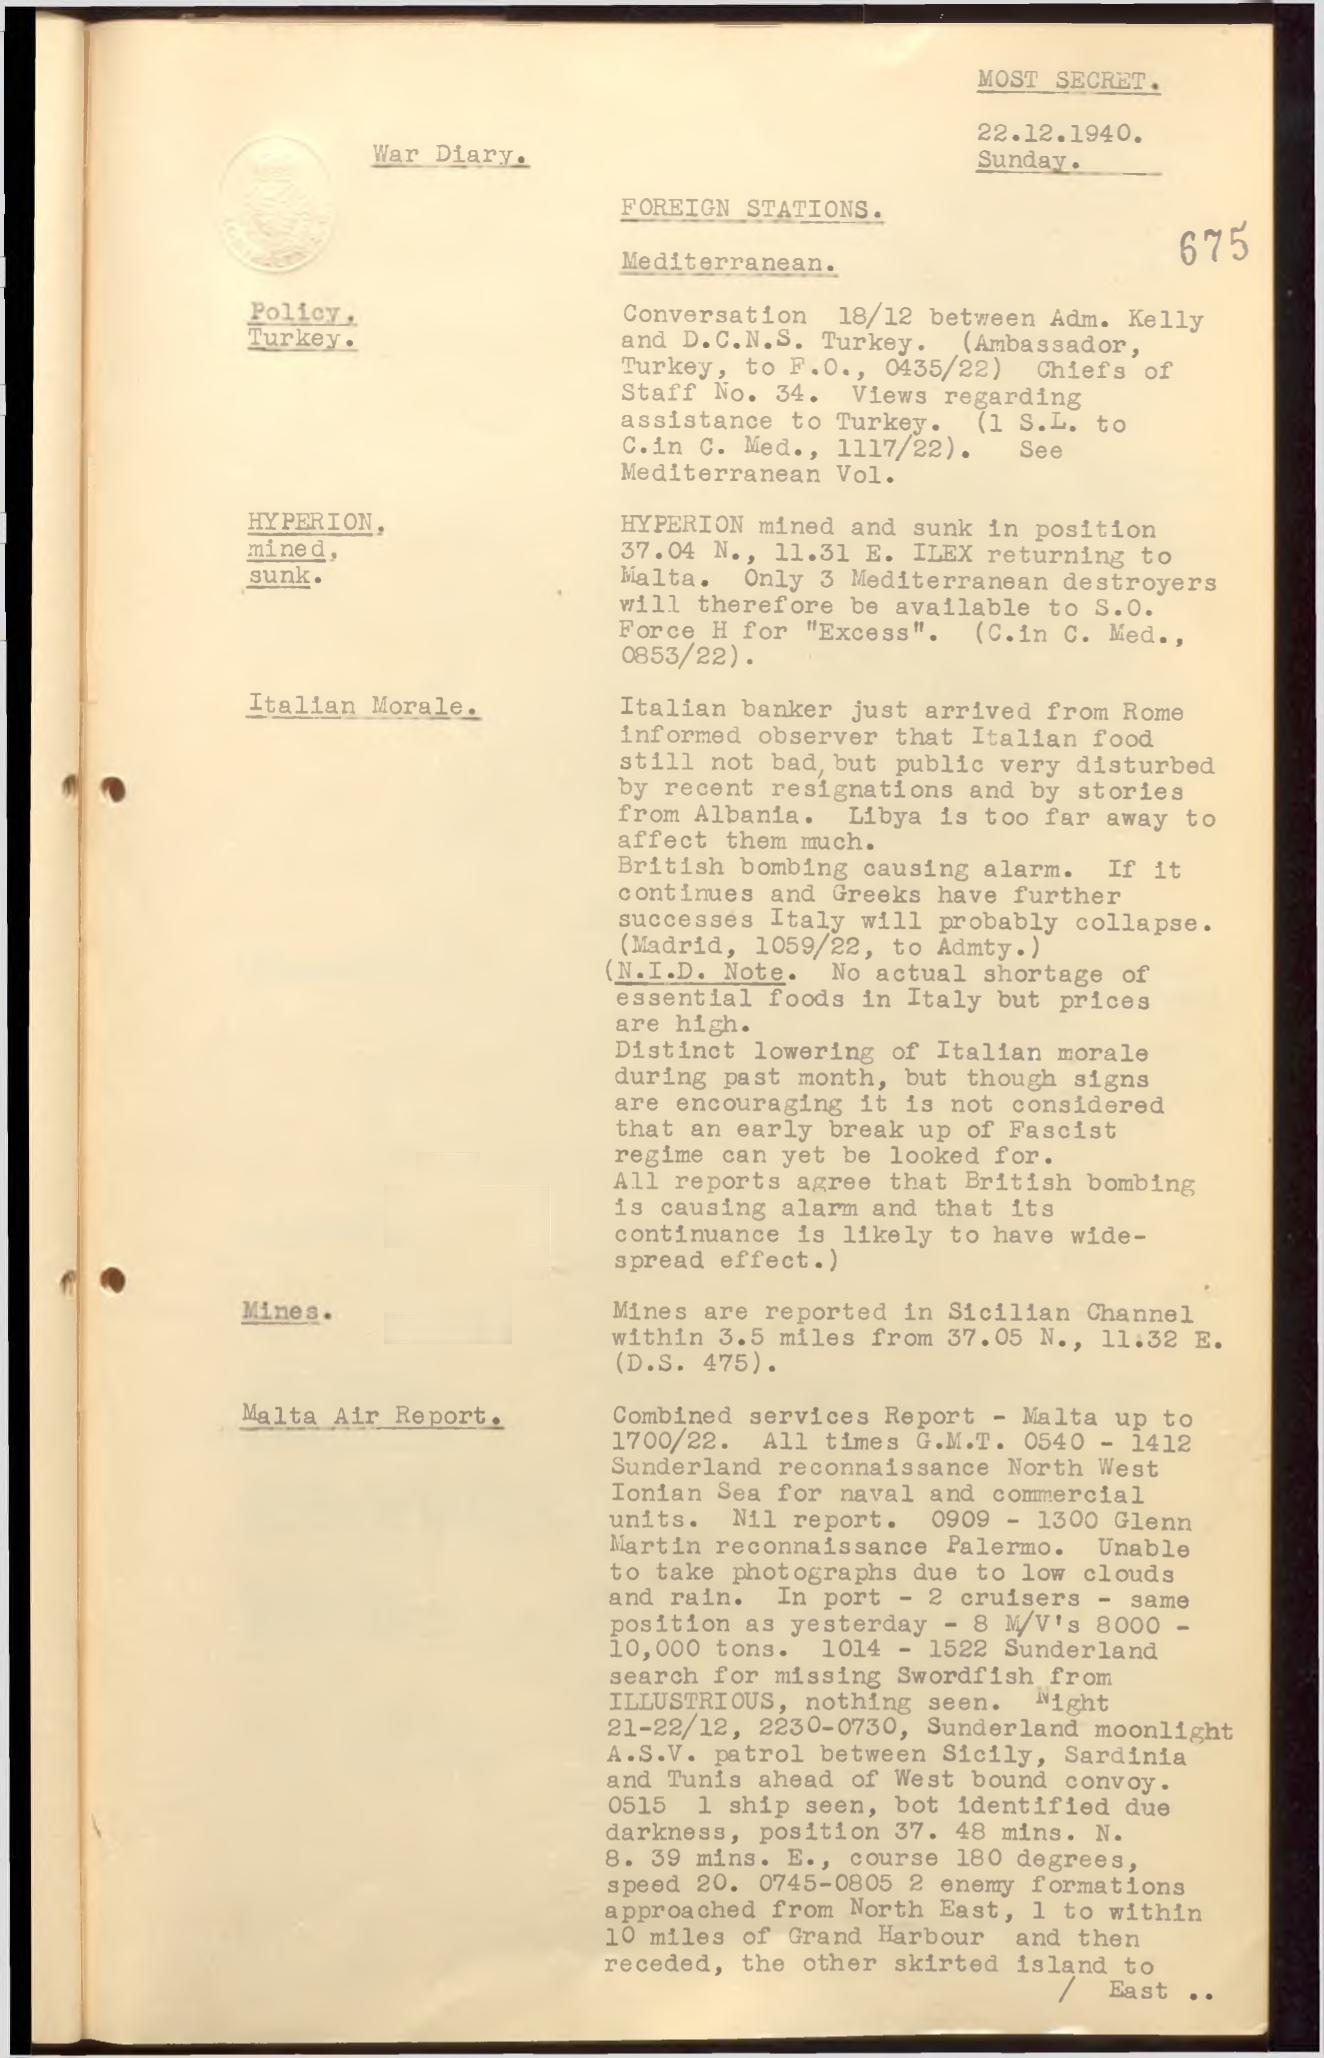 MOST SECRET.
22.12.1940.
Sunday.
War Diary.
FOREIGN STATIONS.
675
Mediterranean.
Policy.
Turkey.
Conversation 18/12 between Adm. Kelly
and D.C.N.S. Turkey. (Ambassador,
Turkey, to F.O., 0435/22) Chiefs of
Staff No. 34. Views regarding
assistance to Turkey. (1 S.L. to
C.in C. Med., 1117/22). See
Mediterranean Vol.
HYPERION,
mined,
sunk.
HYPERION mined and sunk in position
37.04 N., 11.31 E. ILEX returning to
Malta. Only 3 Mediterranean destroyers
will therefore be available to S.O.
Force H for "Excess". (C.in C. Med.,
0853/22).
Italian Morale.
Italian banker just arrived from Rome
informed observer that Italian food
still not bad, but public very disturbed
by recent resignations and by stories
from Albania. Libya is too far away to
affect them much.
British bombing causing alarm. If it
continues and Greeks have further
successes Italy will probably collapse.
(Madrid, 1059/22, to Admty.)
(N.I.D. Note. No actual shortage of
essential foods in Italy but prices
are high.
Distinct lowering of Italian morale
during past month, but though signs
are encouraging it is not considered
that an early break up of Fascist
regime can yet be looked for.
All reports agree that British bombing
is causing alarm and that its
continuance is likely to have wide-
spread effect.)
Mines.
Mines are reported in Sicilian Channel
within 3.5 miles from 37.05 N., 11.32 E.
(D.S. 475).
Malta Air Report.
Combined services Report - Malta up to
1700/22. All times G.M.T. 0540 - 1412
Sunderland reconnaissance North West
Ionian Sea for naval and commercial
units. Nil report. 0909 - 1300 Glenn
Martin reconnaissance Palermo. Unable
to take photographs due to low clouds
and rain. In port - 2 cruisers - same
position as yesterday - 8 M/V's 8000 -
10,000 tons. 1014 - 1522 Sunderland
search for missing Swordfish from
ILLUSTRIOUS, nothing seen. Night
21-22/12, 2230-0730, Sunderland moonlight
A.S.V. patrol between Sicily, Sardinia
and Tunis ahead of West bound convoy.
0515 1 ship seen, bot identified due
darkness, position 37. 48 mins. N.
8. 39 mins. E., course 180 degrees,
speed 20. 0745-0805 2 enemy formations
approached from North East, 1 to within
10 miles of Grand Harbour and then
receded, the other skirted island to
/ East ..